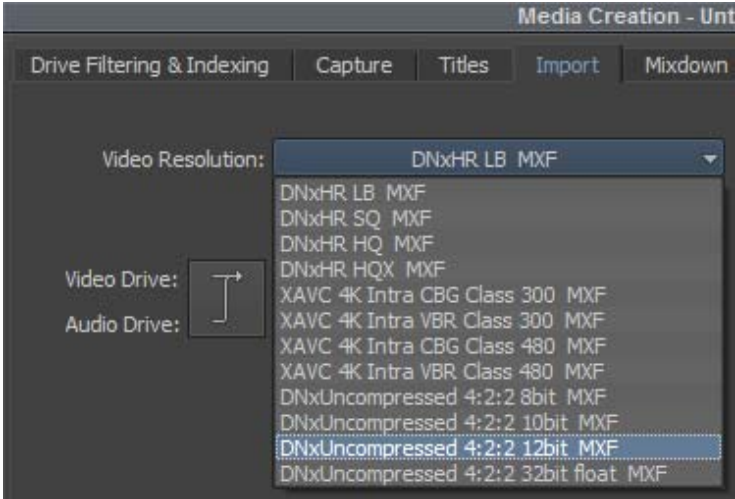 Media Creation - Unt
Drive Filtering & Indexing Capture Titles Import Mixdown
Video Resolution: DNxHR LB MXF
DNxHR LB MXF
DNxHR SQ MXF
DNxHR HQ MXF
DNxHR HQX MXF
XAVC 4K Intra CBG Class 300 MXF
XAVC 4K Intra VBR Class 300 MXF
XAVC 4K Intra CBG Class 480 MXF
XAVC 4K Intra VBR Class 480 MXF
DNxUncompressed 4:2:2 8bit MXF
DNxUncompressed 4:2:2 10bit MXF
DNxUncompressed 4:2:2 12bit MXF
DNxUncompressed 4:2:2 32bit float MXF
Video Drive:
Audio Drive: